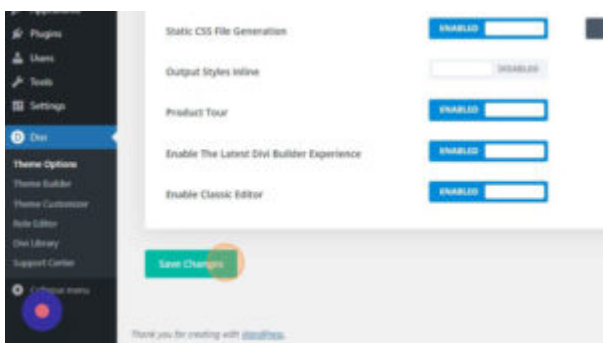 Plugins
Users
Tools
Settings
Divi
Theme Options
Theme Builder
Theme Customizer
Role Editor
Divi Library
Support Center
Collapse menu
Static CSS File Generation ENABLED
Output Styles Inline DISABLED
Product Tour ENABLED
Enable The Latest Divi Builder Experience ENABLED
Enable Classic Editor ENABLED
Save Changes
Thank you for creating with WordPress.